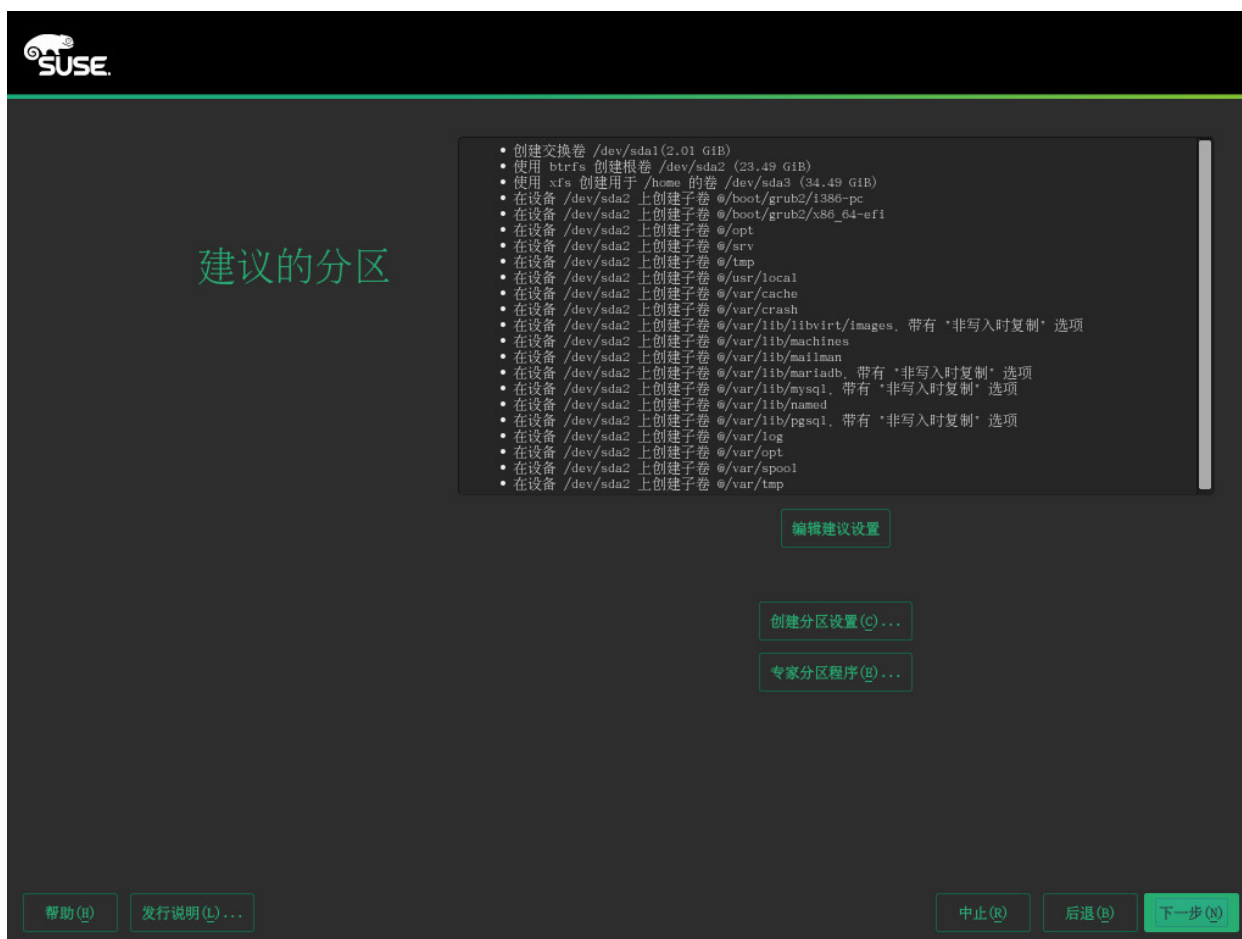 SUSE.
建议的分区
• 创建交换卷 /dev/sda1(2.01 GiB)
• 使用 btrfs 创建根卷 /dev/sda2 (23.49 GiB)
• 使用 xfs 创建用于 /home 的卷 /dev/sda3 (34.49 GiB)
• 在设备 /dev/sda2 上创建子卷 @/boot/grub2/i386-pc
• 在设备 /dev/sda2 上创建子卷 @/boot/grub2/x86_64-efi
• 在设备 /dev/sda2 上创建子卷 @/opt
• 在设备 /dev/sda2 上创建子卷 @/srv
• 在设备 /dev/sda2 上创建子卷 @/tmp
• 在设备 /dev/sda2 上创建子卷 @/usr/local
• 在设备 /dev/sda2 上创建子卷 @/var/cache
• 在设备 /dev/sda2 上创建子卷 @/var/crash
• 在设备 /dev/sda2 上创建子卷 @/var/lib/libvirt/images, 带有 "非写入时复制" 选项
• 在设备 /dev/sda2 上创建子卷 @/var/lib/machines
• 在设备 /dev/sda2 上创建子卷 @/var/lib/mailman
• 在设备 /dev/sda2 上创建子卷 @/var/lib/mariadb, 带有 "非写入时复制" 选项
• 在设备 /dev/sda2 上创建子卷 @/var/lib/mysql, 带有 "非写入时复制" 选项
• 在设备 /dev/sda2 上创建子卷 @/var/lib/named
• 在设备 /dev/sda2 上创建子卷 @/var/lib/pgsql, 带有 "非写入时复制" 选项
• 在设备 /dev/sda2 上创建子卷 @/var/log
• 在设备 /dev/sda2 上创建子卷 @/var/opt
• 在设备 /dev/sda2 上创建子卷 @/var/spool
• 在设备 /dev/sda2 上创建子卷 @/var/tmp
编辑建议设置
创建分区设置(C)...
专家分区程序(E)...
帮助(H) 发行说明(L)... 中止(R) 后退(B) 下一步(N)